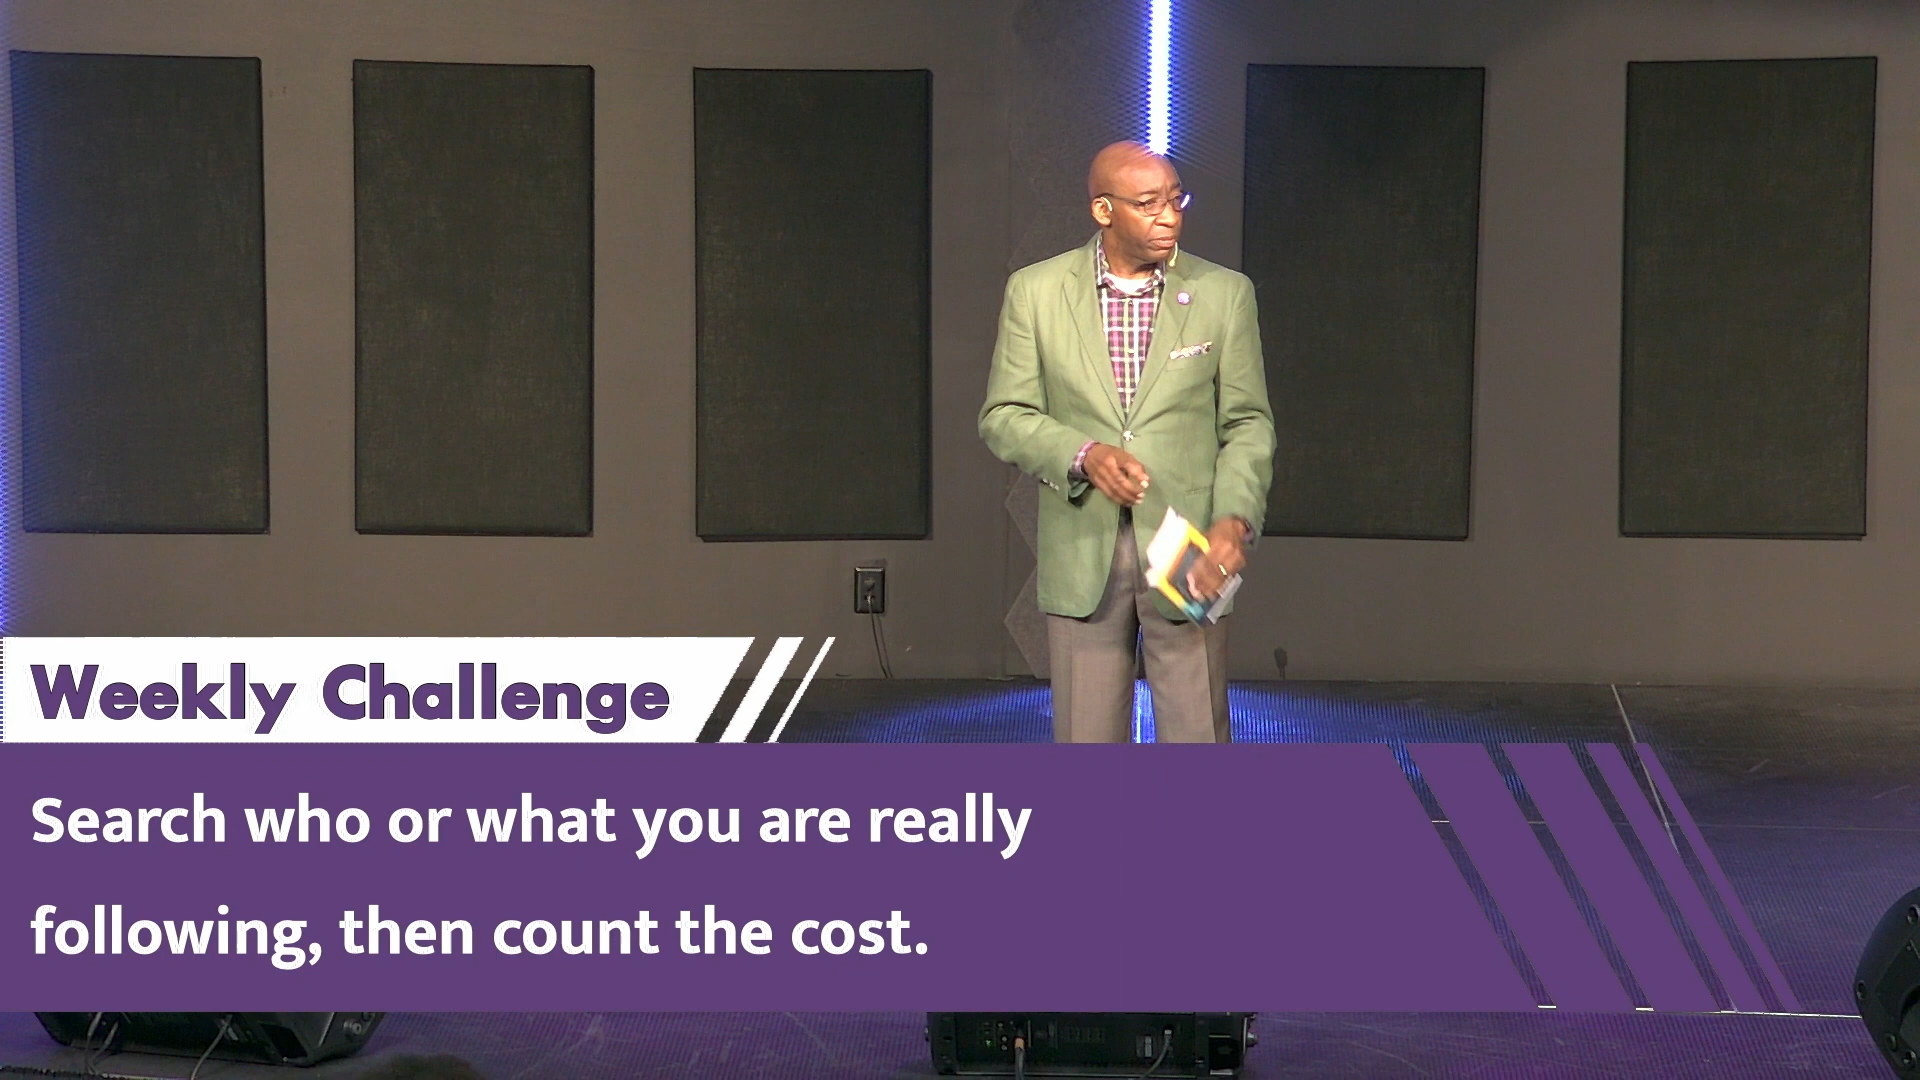 Weekly Challenge
Search who or what you are really
following, then count the cost.